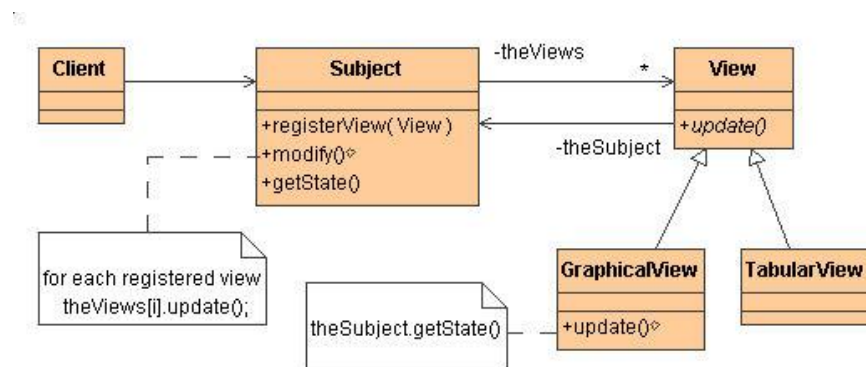 Client
Subject
+registerView( View )
+modify()
+getState()
-theViews
*
View
+update()
-theSubject
for each registered view
theViews[i].update();
theSubject.getState()
GraphicalView
+update()
TabularView